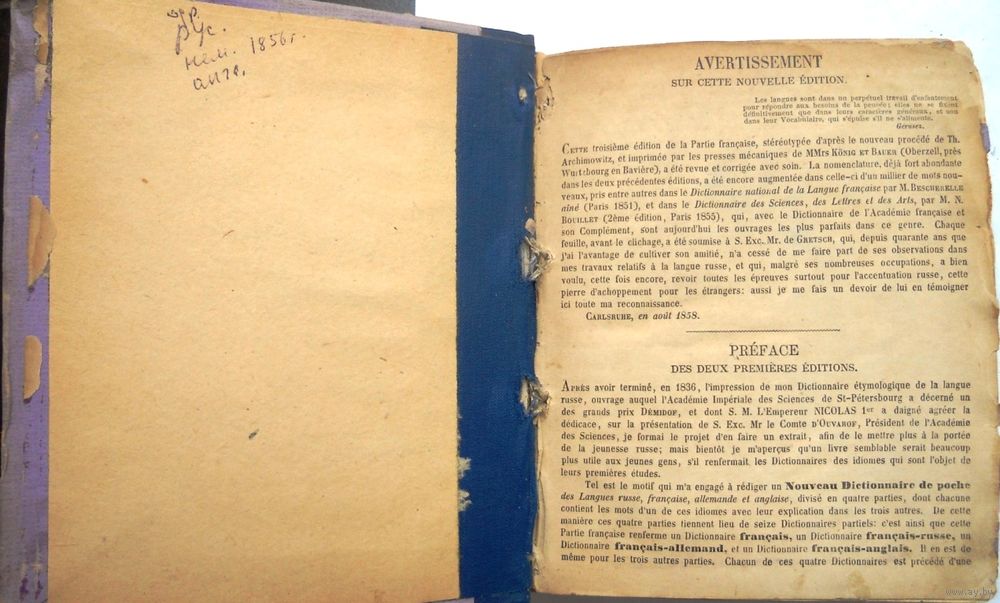 фр.
рус.
нем. 1856г.
англ.
AVERTISSEMENT
SUR CETTE NOUVELLE ÉDITION.
Les langues sont dans un perpétuel travail d'enfantement
pour répondre aux besoins de la pensée; elles ne se fixent
définitivement que dans leurs caractères généraux, et non
dans leur Vocabulaire, qui s'épuise s'il ne s'alimente.
Geruzez.
CETTE troisième édition de la Partie française, stéréotypée d'après le nouveau procédé de Th.
Archimowitz, et imprimée par les presses mécaniques de MMrs KÖNIG ET BAUER (Oberzell, près
Wurtzbourg en Bavière), a été revue et corrigée avec soin. La nomenclature, déjà fort abondante
dans les deux précédentes éditions, a été encore augmentée dans celle-ci d'un millier de mots nou-
veaux, pris entre autres dans le Dictionnaire national de la Langue française par M. BESCHERELLE
aîné (Paris 1851), et dans le Dictionnaire des Sciences, des Lettres et des Arts, par M. N.
BOUILLET (2ème édition, Paris 1855), qui, avec le Dictionnaire de l'Académie française et
son Complément, sont aujourd'hui les ouvrages les plus parfaits dans ce genre. Chaque
feuille, avant le clichage, a été soumise à S. Exc. Mr. de GRETSCH, qui, depuis quarante ans que
j'ai l'avantage de cultiver son amitié, n'a cessé de me faire part de ses observations dans
mes travaux relatifs à la langue russe, et qui, malgré ses nombreuses occupations, a bien
voulu, cette fois encore, revoir toutes les épreuves surtout pour l'accentuation russe, cette
pierre d'achoppement pour les étrangers: aussi je me fais un devoir de lui en témoigner
ici toute ma reconnaissance.
CARLSRUHE, en août 1858.
PRÉFACE
DES DEUX PREMIÈRES ÉDITIONS.
APRÈS avoir terminé, en 1836, l'impression de mon Dictionnaire étymologique de la langue
russe, ouvrage auquel l'Académie Impériale des Sciences de St-Pétersbourg a décerné un
des grands prix DÉMIDOF, et dont S. M. L'Empereur NICOLAS Ier a daigné agréer la
dédicace, sur la présentation de S. Exc. Mr le Comte d'OUVAROF, Président de l'Académie
des Sciences, je formai le projet d'en faire un extrait, afin de le mettre plus à la portée
de la jeunesse russe; mais bientôt je m'aperçus qu'un livre semblable serait beaucoup
plus utile aux jeunes gens, s'il renfermait les Dictionnaires des idiomes qui sont l'objet de
leurs premières études.
Tel est le motif qui m'a engagé à rédiger un Nouveau Dictionnaire de poche
des Langues russe, française, allemande et anglaise, divisé en quatre parties, dont chacune
contient les mots d'un de ces idiomes avec leur explication dans les trois autres. De cette
manière ces quatre parties tiennent lieu de seize Dictionnaires partiels: c'est ainsi que cette
Partie française renferme un Dictionnaire français, un Dictionnaire français-russe, un
Dictionnaire français-allemand, et un Dictionnaire français-anglais. Il en est de
même pour les trois autres parties. Chacun de ces quatre Dictionnaires est précédé d'une
www.ay.by